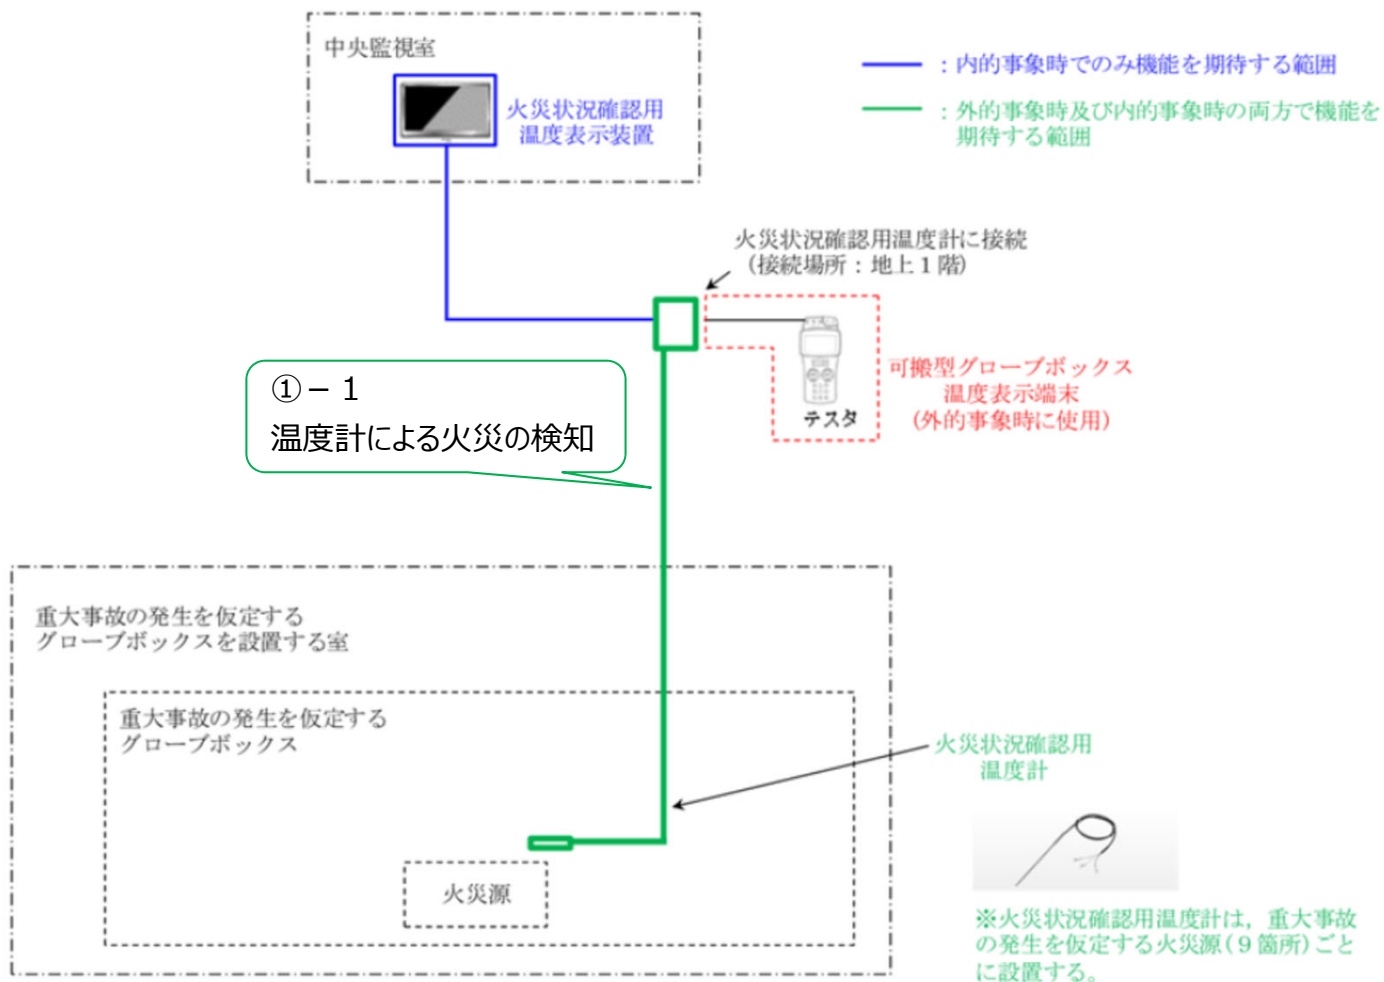 中央監視室
火災状況確認用
温度表示装置
：内的事象時でのみ機能を期待する範囲
：外的事象時及び内的事象時の両方で機能を
期待する範囲
火災状況確認用温度計に接続
（接続場所：地上１階）
テスタ
可搬型グローブボックス
温度表示端末
(外的事象時に使用)
①－１
温度計による火災の検知
重大事故の発生を仮定する
グローブボックスを設置する室
重大事故の発生を仮定する
グローブボックス
火災源
火災状況確認用
温度計
※火災状況確認用温度計は，重大事故
の発生を仮定する火災源(９箇所)ごと
に設置する。